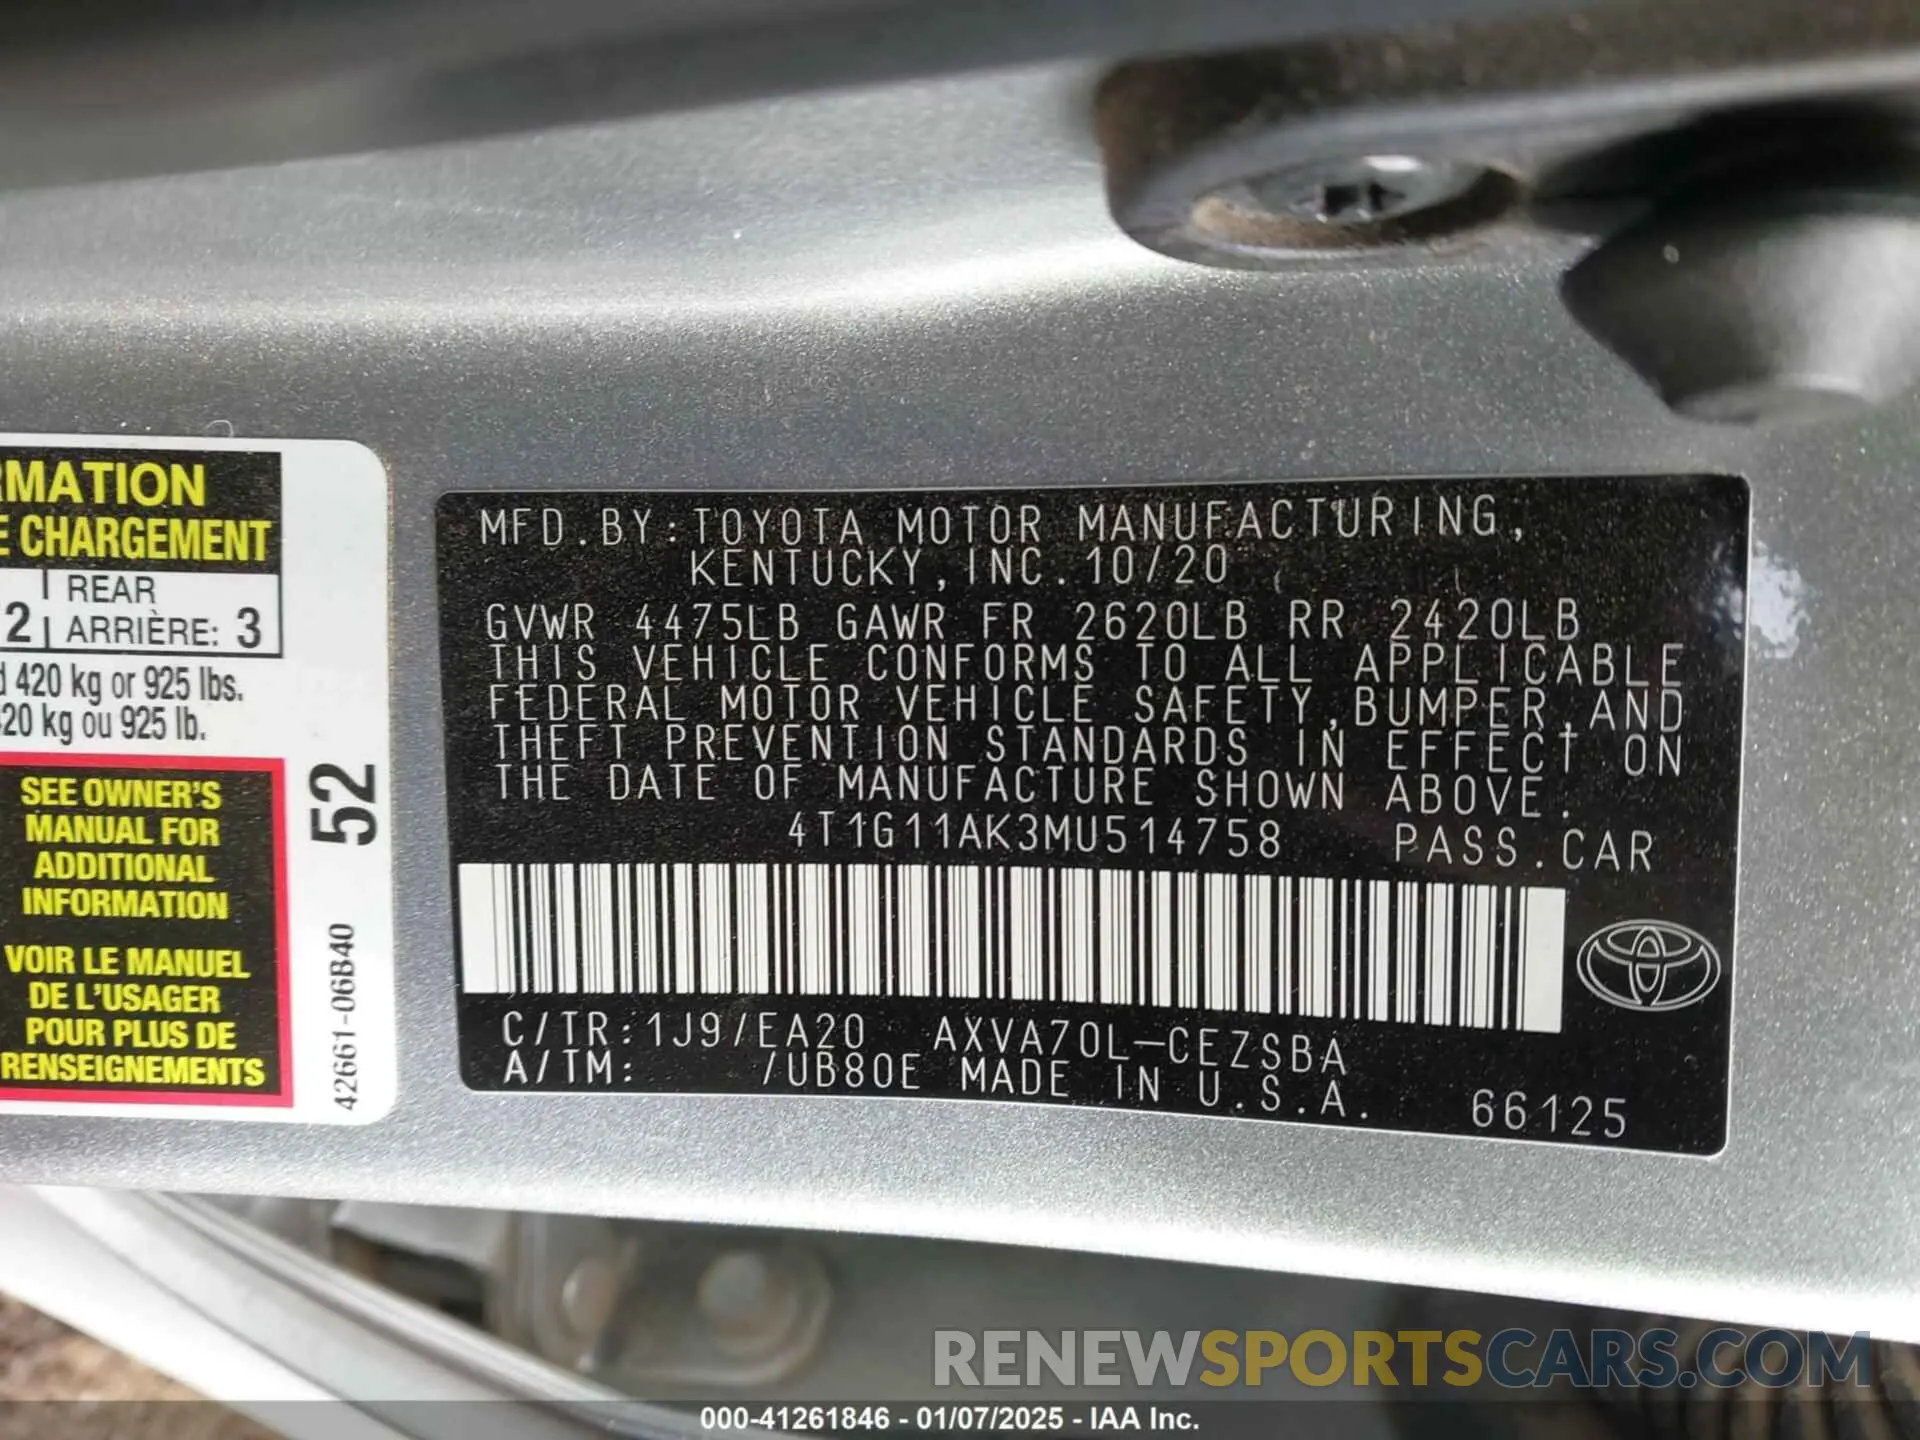 RMATION
E CHARGEMENT
REAR
2 ARRIÈRE: 3
420 kg or 925 lbs.
20 kg ou 925 lb.
SEE OWNER'S
MANUAL FOR
ADDITIONAL
INFORMATION
VOIR LE MANUEL
DE L'USAGER
POUR PLUS DE
RENSEIGNEMENTS
52
42661-06B40
MFD.BY:TOYOTA MOTOR MANUFACTURING,
KENTUCKY,INC.10/20
GVWR 4475LB GAWR FR 2620LB RR 2420LB
THIS VEHICLE CONFORMS TO ALL APPLICABLE
FEDERAL MOTOR VEHICLE SAFETY,BUMPER,AND
THEFT PREVENTION STANDARDS IN EFFECT ON
THE DATE OF MANUFACTURE SHOWN ABOVE.
4T1G11AK3MU514758 PASS.CAR
C/TR:1J9/EA20 AXVA70L-CEZSBA
A/TM: /UB80E MADE IN U.S.A. 66125
RENEWSPORTSCARS.COM
000-41261846 - 01/07/2025 - IAA Inc.